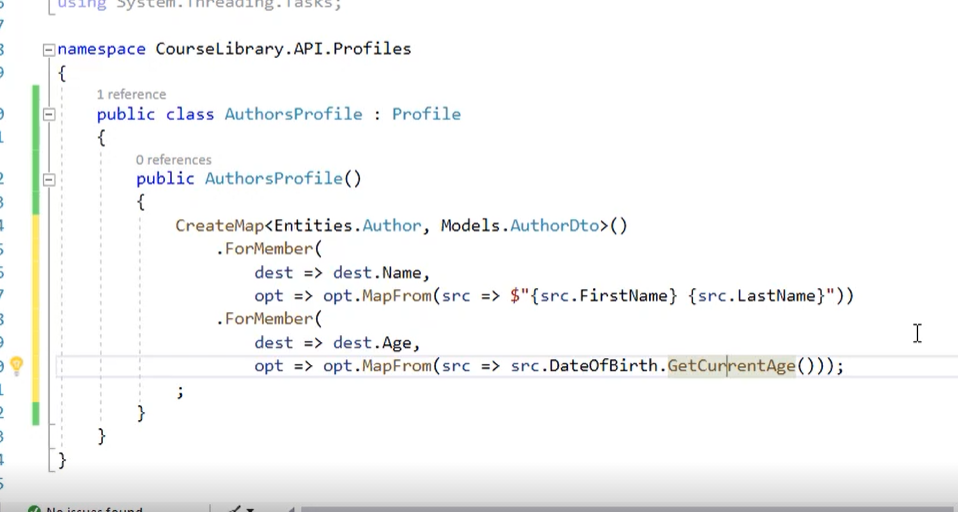 using System.Threading.Tasks;
namespace CourseLibrary.API.Profiles
{
1 reference
public class AuthorsProfile : Profile
{
0 references
public AuthorsProfile()
{
CreateMap<Entities.Author, Models.AuthorDto>()
.ForMember(
dest => dest.Name,
opt => opt.MapFrom(src => $"{src.FirstName} {src.LastName}"))
.ForMember(
dest => dest.Age,
opt => opt.MapFrom(src => src.DateOfBirth.GetCurrentAge()));
;
}
}
}
No issues found